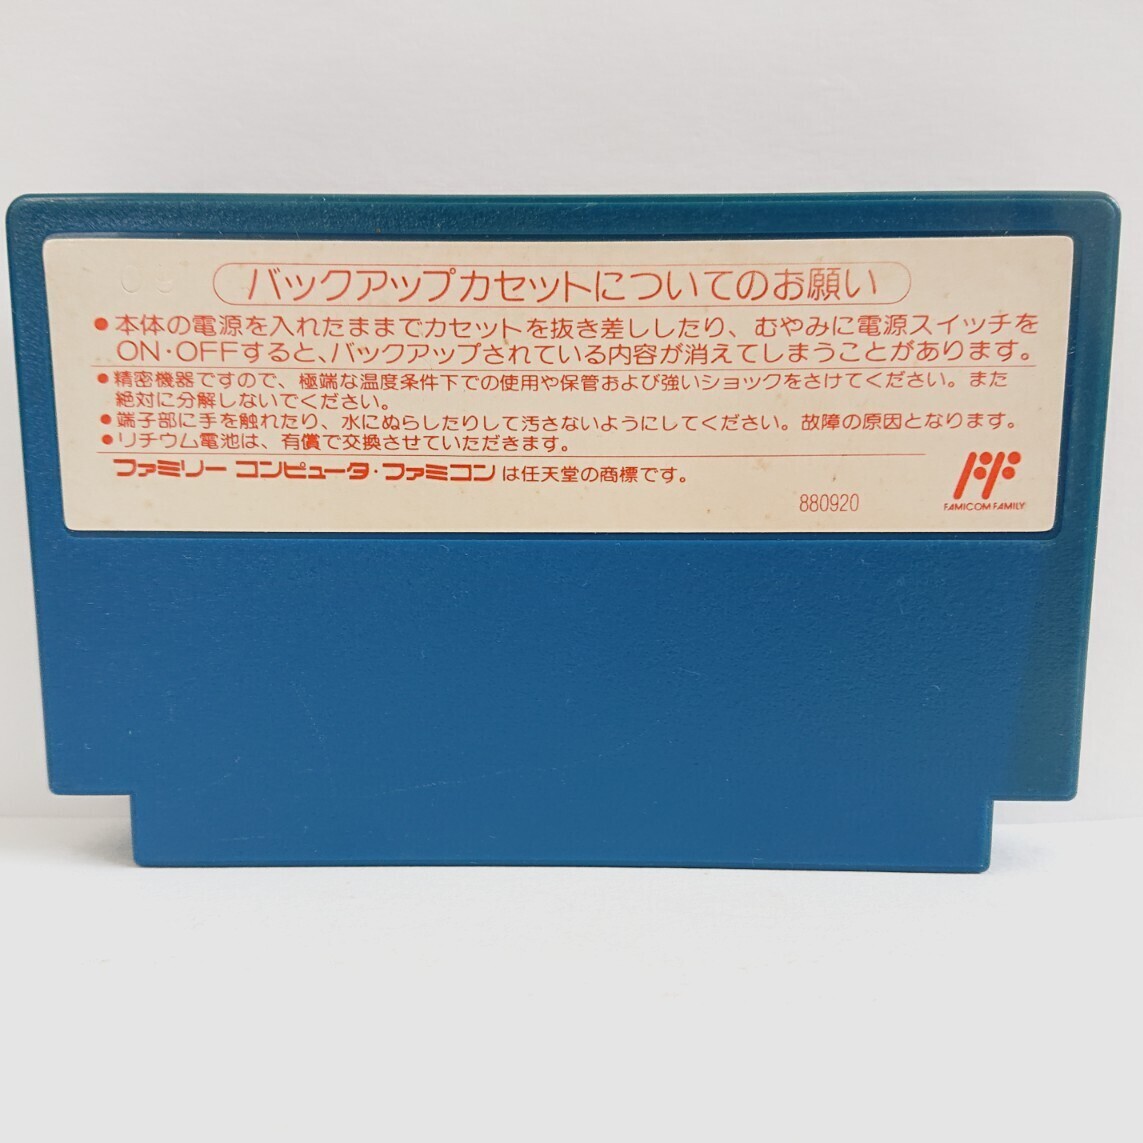 バックアップカセットについてのお願い
●本体の電源を入れたままでカセットを抜き差ししたり、むやみに電源スイッチを
ON・OFFすると、バックアップされている内容が消えてしまうことがあります。
●精密機器ですので、極端な温度条件下での使用や保管および強いショックをさけてください。また
絶対に分解しないでください。
●端子部に手を触れたり、水にぬらしたりして汚さないようにしてください。故障の原因となります。
●リチウム電池は、有償で交換させていただきます。
ファミリーコンピュータ・ファミコンは任天堂の商標です。
880920
FAMICOM FAMILY